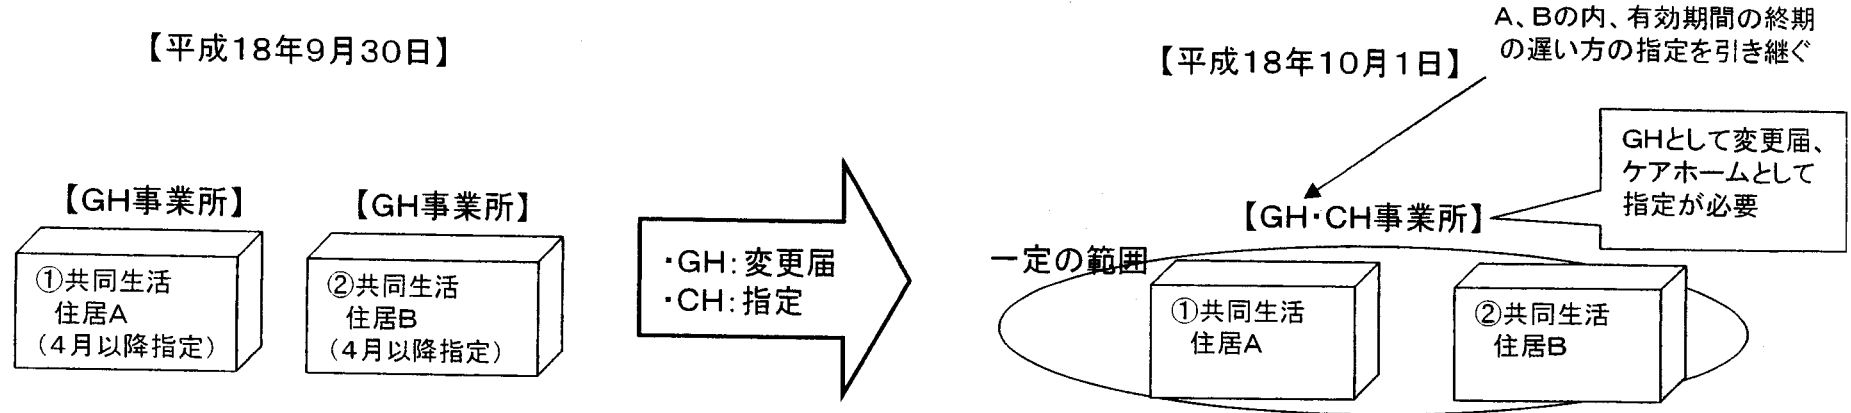 【平成18年9月30日】
【GH事業所】
①共同生活
住居A
(4月以降指定)
【GH事業所】
②共同生活
住居B
(4月以降指定)
・GH:変更届
・CH:指定
A、Bの内、有効期間の終期
の遅い方の指定を引き継ぐ
【平成18年10月1日】
GHとして変更届、
ケアホームとして
指定が必要
【GH・CH事業所】
一定の範囲
①共同生活
住居A
②共同生活
住居B